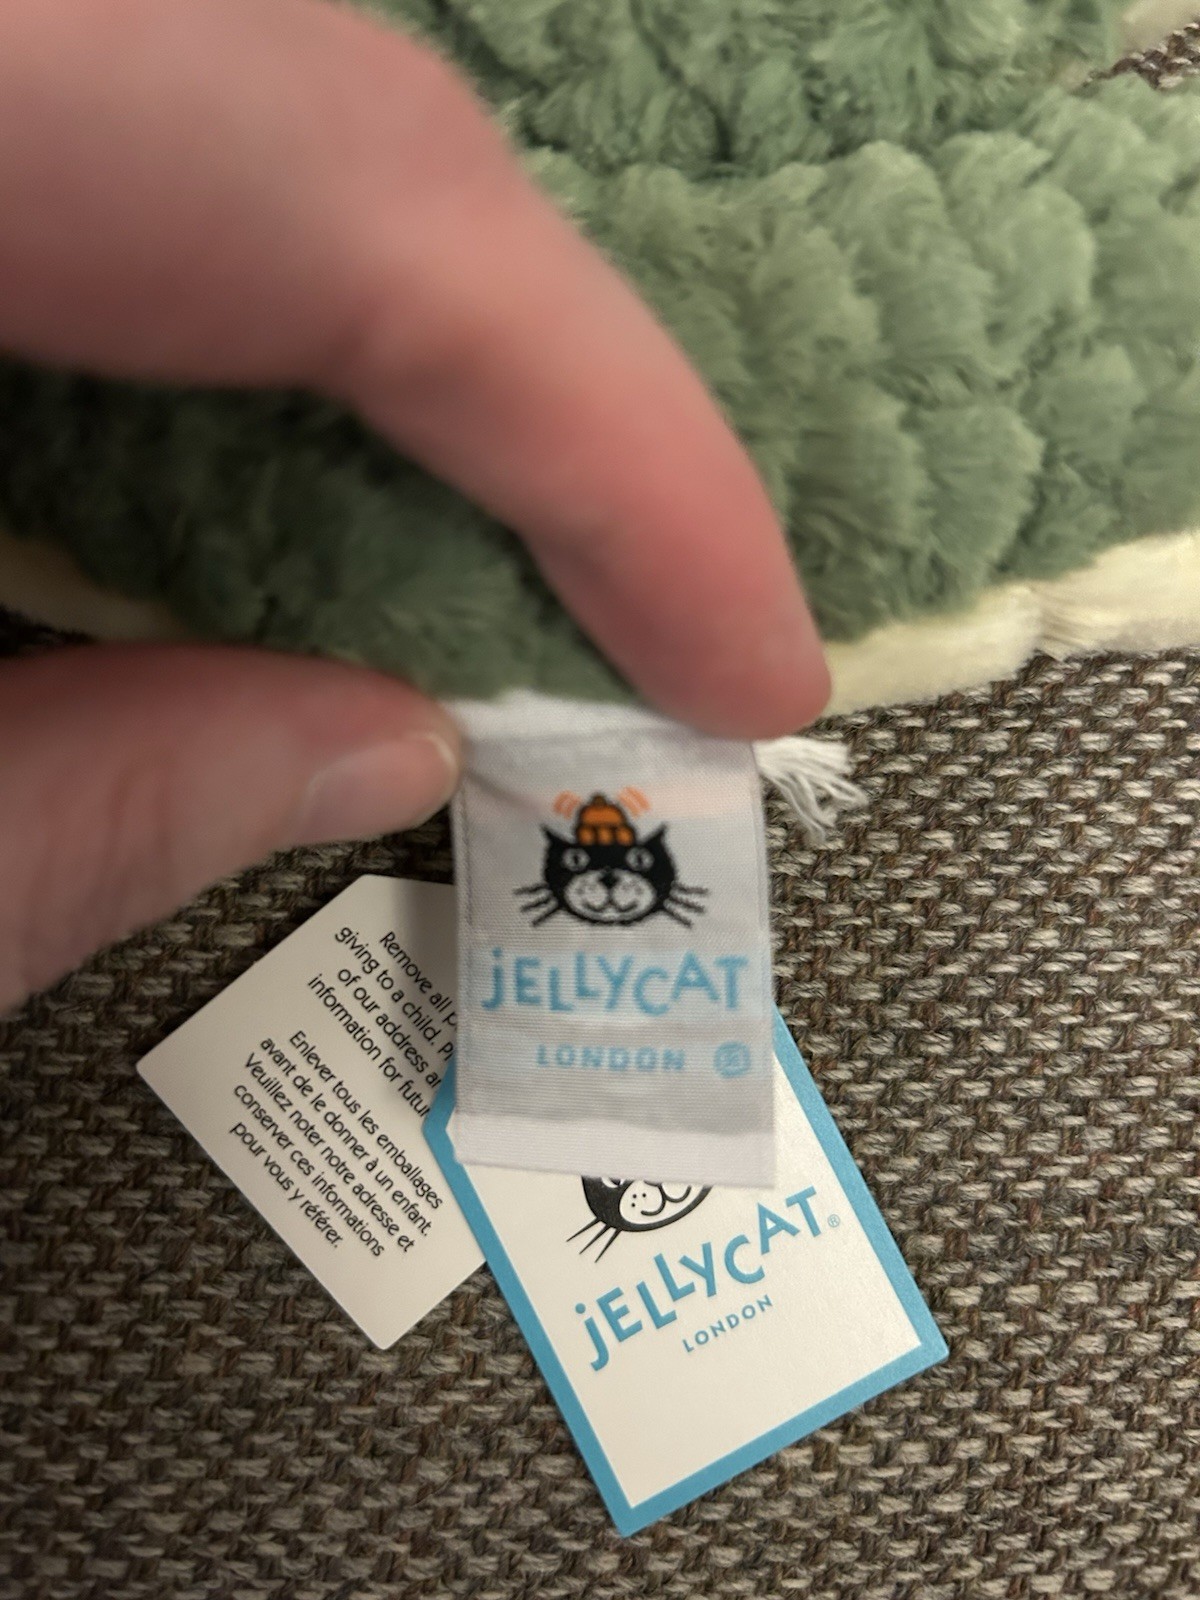 jELLYCAT
LONDON ®
Remove all
giving to a child.
of our address
information for
Enlever tous les emballages
avant de le donner à un enfant.
Veuillez noter notre adresse et
conserver ces informations
pour vous y référer.
jELLYCAT®
LONDON